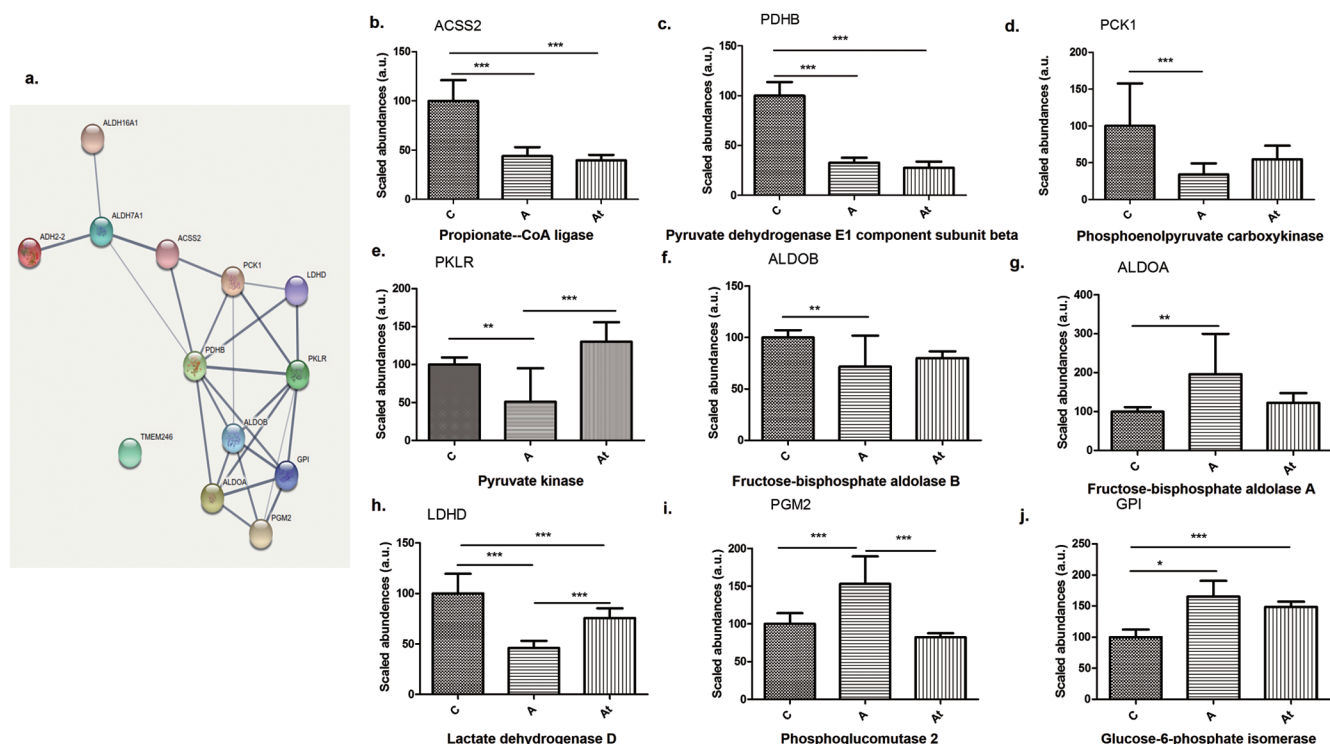 a.
ALDH16A1
ALDH7A1
ADH2-2
ACSS2
PCK1
LDHD
PDHB
PKLR
TMEM246
ALDOB
GPI
ALDOA
PGM2
b.
ACSS2
Scaled abundances (a.u.)
150
100
50
0
***
***
C
A
At
Propionate--CoA ligase
c.
PDHB
Scaled abundances (a.u.)
150
100
50
0
***
***
C
A
At
Pyruvate dehydrogenase E1 component subunit beta
d.
PCK1
Scaled abundances (a.u.
200
150
100
50
0
***
C
A
At
Phosphoenolpyruvate carboxykinase
e.
PKLR
Scaled abundances (a.u.)
200
150
100
50
0
**
***
C
A
At
Pyruvate kinase
f.
ALDOB
Scaled abundances (a.u.)
150
100
50
0
**
C
A
At
Fructose-bisphosphate aldolase B
g.
ALDOA
Scaled abundances (a.u.)
400
300
200
100
0
**
C
A
At
Fructose-bisphosphate aldolase A
h.
LDHD
Scaled abundences (a.u.)
150
100
50
0
***
***
***
C
A
At
Lactate dehydrogenase D
i.
PGM2
Scaled abundances (a.u.)
200
150
100
50
0
***
***
C
A
At
Phosphoglucomutase 2
j.
GPI
Scaled abundances (a.u.)
250
200
150
100
50
0
***
*
C
A
At
Glucose-6-phosphate isomerase